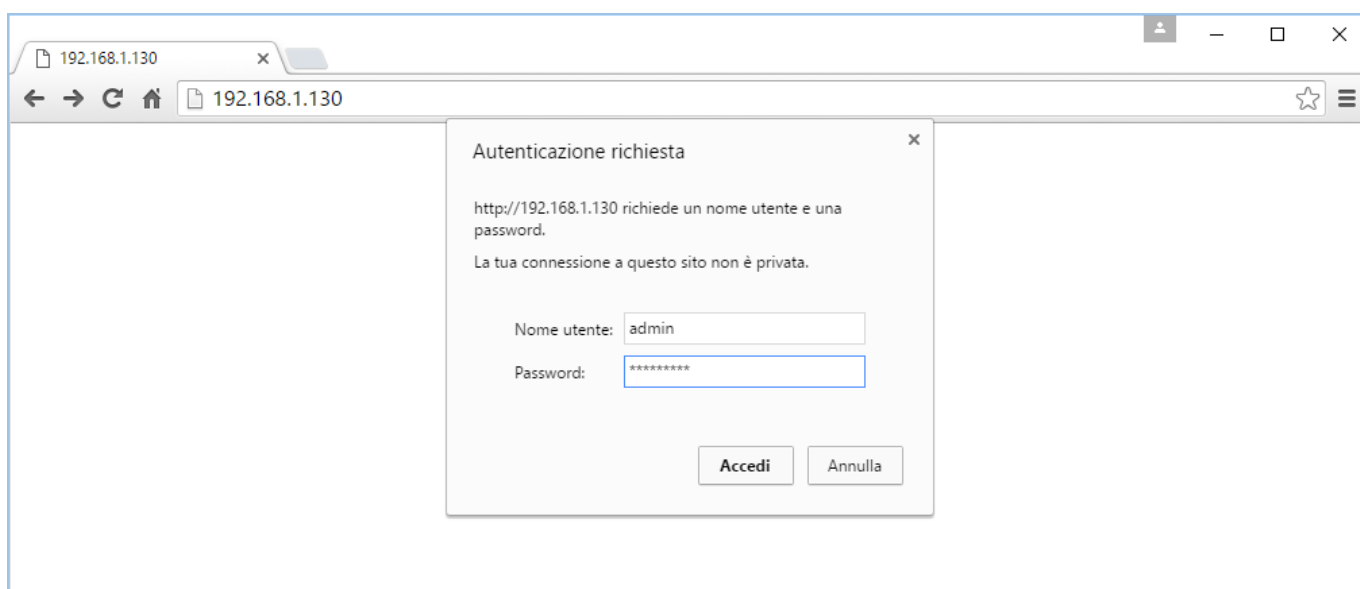 192.168.1.130
192.168.1.130
Autenticazione richiesta
http://192.168.1.130 richiede un nome utente e una
password.
La tua connessione a questo sito non è privata.
Nome utente: admin
Password: *********
Accedi Annulla